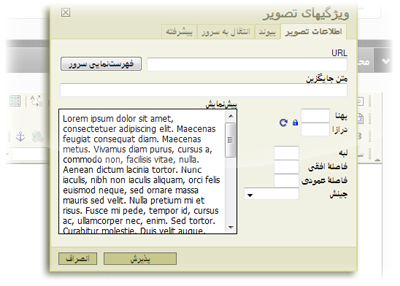 ویژگیهای تصویر
اطلاعات تصویر
پیوند
انتقال به سرور
پیشرفته
URL
فهرست‌نمایی سرور
متن جایگزین
پیش‌نمایش
پهنا
درازا
لبه
فاصله افقی
فاصله عمودی
چینش
Lorem ipsum dolor sit amet,
consectetuer adipiscing elit. Maecenas
feugiat consequat diam. Maecenas
metus. Vivamus diam purus, cursus a,
commodo non, facilisis vitae, nulla.
Aenean dictum lacinia tortor. Nunc
iaculis, nibh non iaculis aliquam, orci felis
euismod neque, sed ornare massa
mauris sed velit. Nulla pretium mi et
risus. Fusce mi pede, tempor id, cursus
ac, ullamcorper nec, enim. Sed tortor.
Curabitur molestie. Duis velit augue,
پذیرش
انصراف